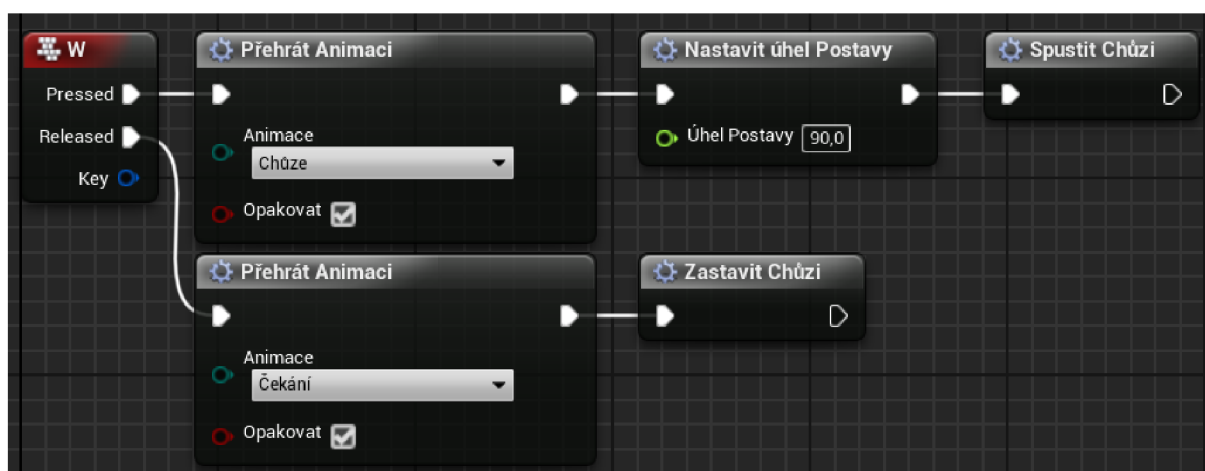 W
Pressed
Released
Key
Přehrát Animaci
Animace
Chůze
Opakovat
Nastavit úhel Postavy
Úhel Postavy 90,0
Spustit Chůzi
Přehrát Animaci
Animace
Čekání
Opakovat
Zastavit Chůzi